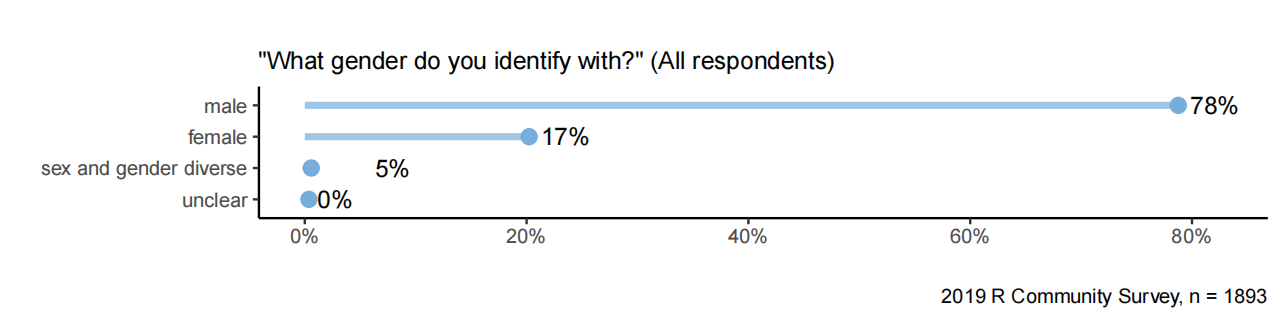 "What gender do you identify with?" (All respondents)
male 78%
female 17%
sex and gender diverse 5%
unclear 0%
0% 20% 40% 60% 80%
2019 R Community Survey, n = 1893